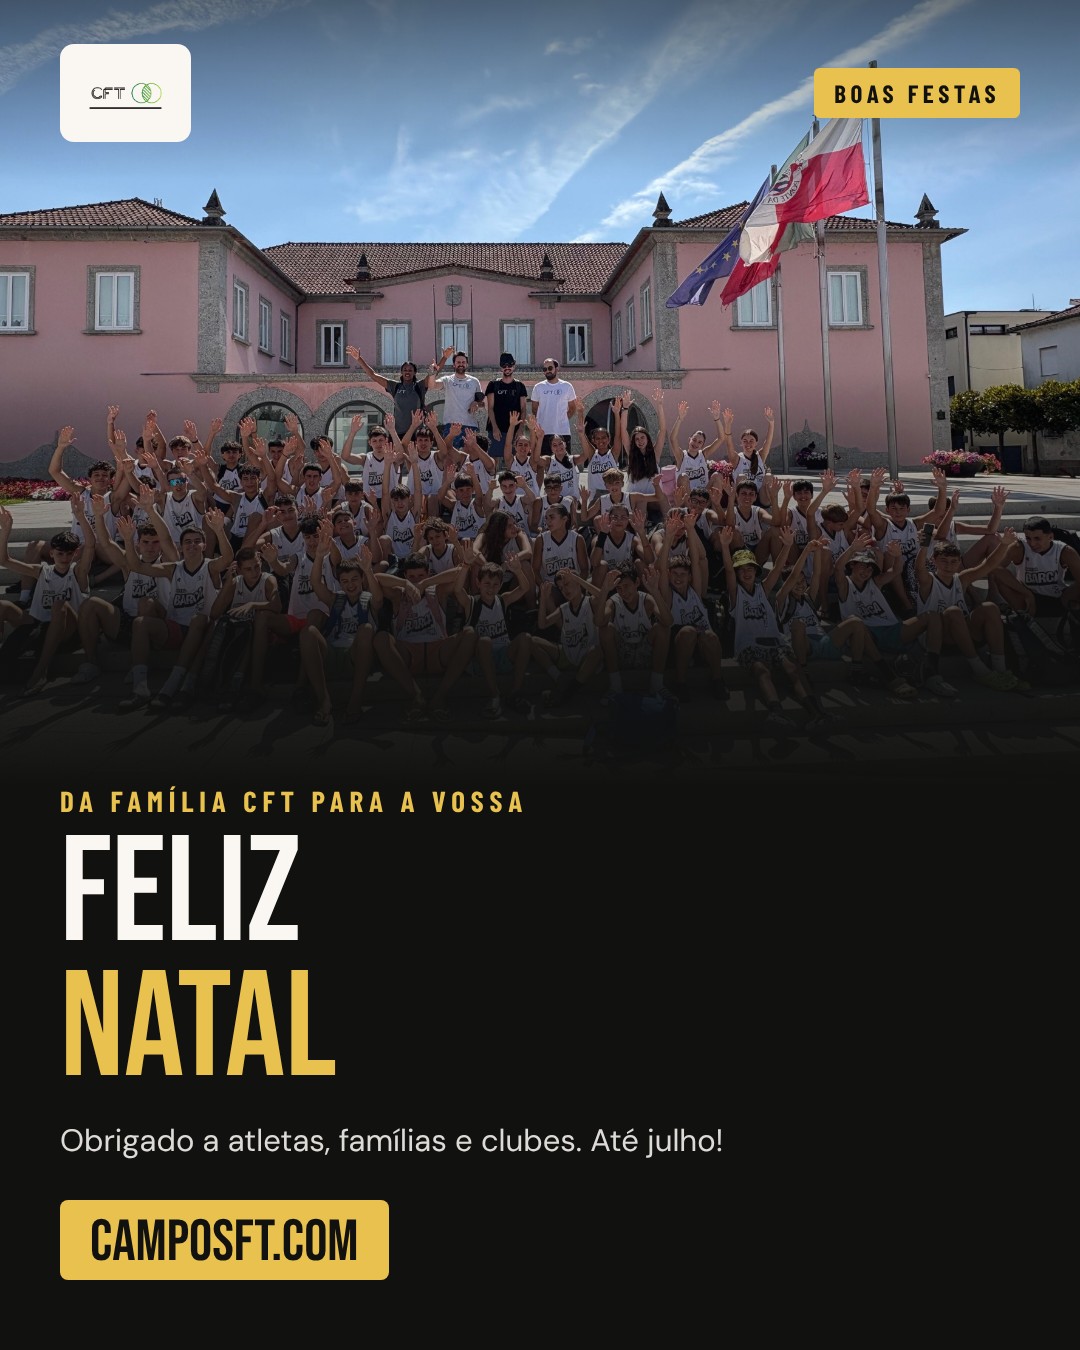 CFT
BOAS FESTAS
DA FAMÍLIA CFT PARA A VOSSA
FELIZ
NATAL
Obrigado a atletas, famílias e clubes. Até julho!
CAMPOSFT.COM